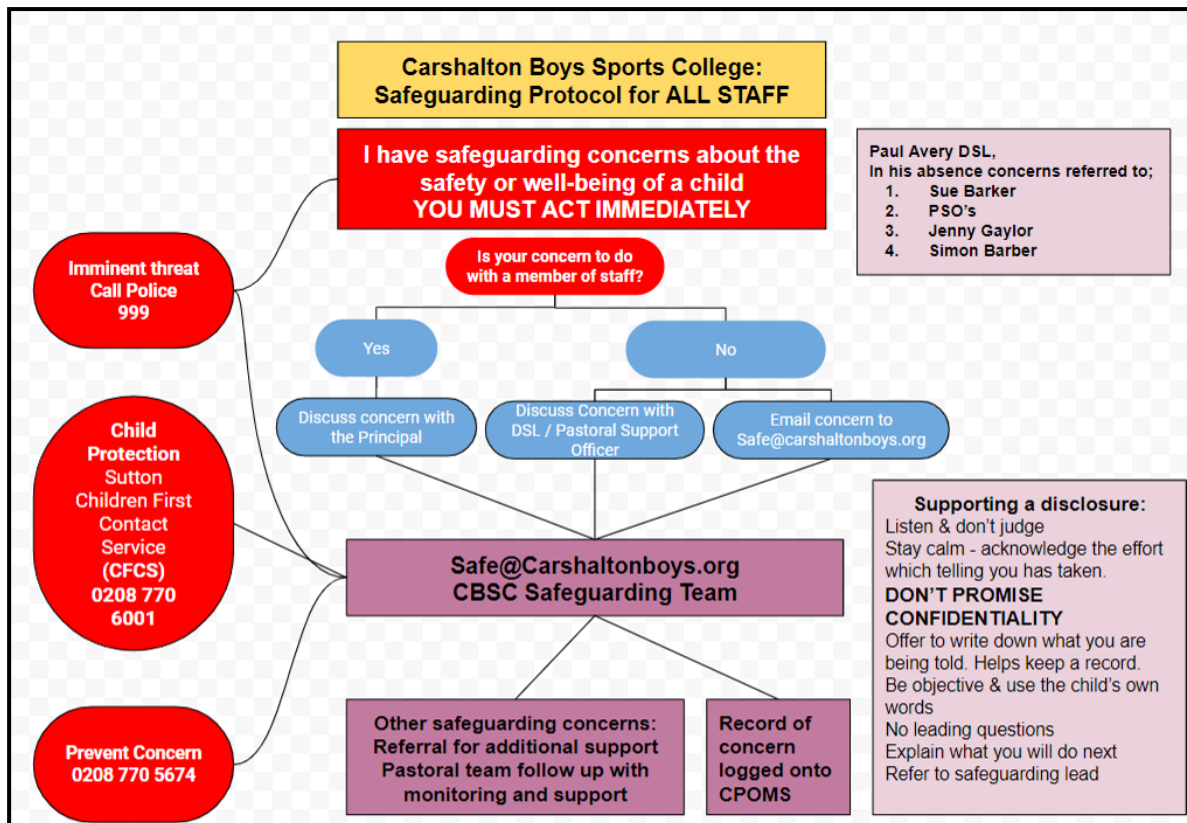 Carshalton Boys Sports College:
Safeguarding Protocol for ALL STAFF
I have safeguarding concerns about the
safety or well-being of a child
YOU MUST ACT IMMEDIATELY
Paul Avery DSL,
In his absence concerns referred to;
1. Sue Barker
2. PSO's
3. Jenny Gaylor
4. Simon Barber
Imminent threat
Call Police
999
Is your concern to do
with a member of staff?
Yes
No
Discuss concern with
the Principal
Discuss Concern with
DSL / Pastoral Support
Officer
Email concern to
Safe@carshaltonboys.org
Child
Protection
Sutton
Children First
Contact
Service
(CFCS)
0208 770
6001
Safe@Carshaltonboys.org
CBSC Safeguarding Team
Supporting a disclosure:
Listen & don't judge
Stay calm - acknowledge the effort
which telling you has taken.
DON'T PROMISE
CONFIDENTIALITY
Offer to write down what you are
being told. Helps keep a record.
Be objective & use the child's own
words
No leading questions
Explain what you will do next
Refer to safeguarding lead
Prevent Concern
0208 770 5674
Other safeguarding concerns:
Referral for additional support
Pastoral team follow up with
monitoring and support
Record of
concern
logged onto
CPOMS